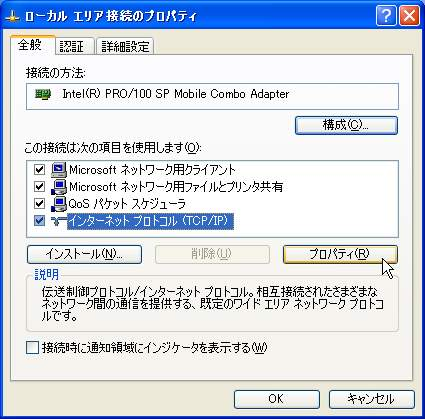 ローカル エリア接続のプロパティ
全般 認証 詳細設定
接続の方法:
Intel(R) PRO/100 SP Mobile Combo Adapter
構成(C)...
この接続は次の項目を使用します(O):
Microsoft ネットワーク用クライアント
Microsoft ネットワーク用ファイルとプリンタ共有
QoS パケット スケジューラ
インターネット プロトコル (TCP/IP)
インストール(N)... 削除(U) プロパティ(R)
説明
伝送制御プロトコル/インターネット プロトコル。相互接続されたさまざまな
ネットワーク間の通信を提供する、既定のワイド エリア ネットワーク プロトコ
ルです。
接続時に通知領域にインジケータを表示する(W)
OK キャンセル